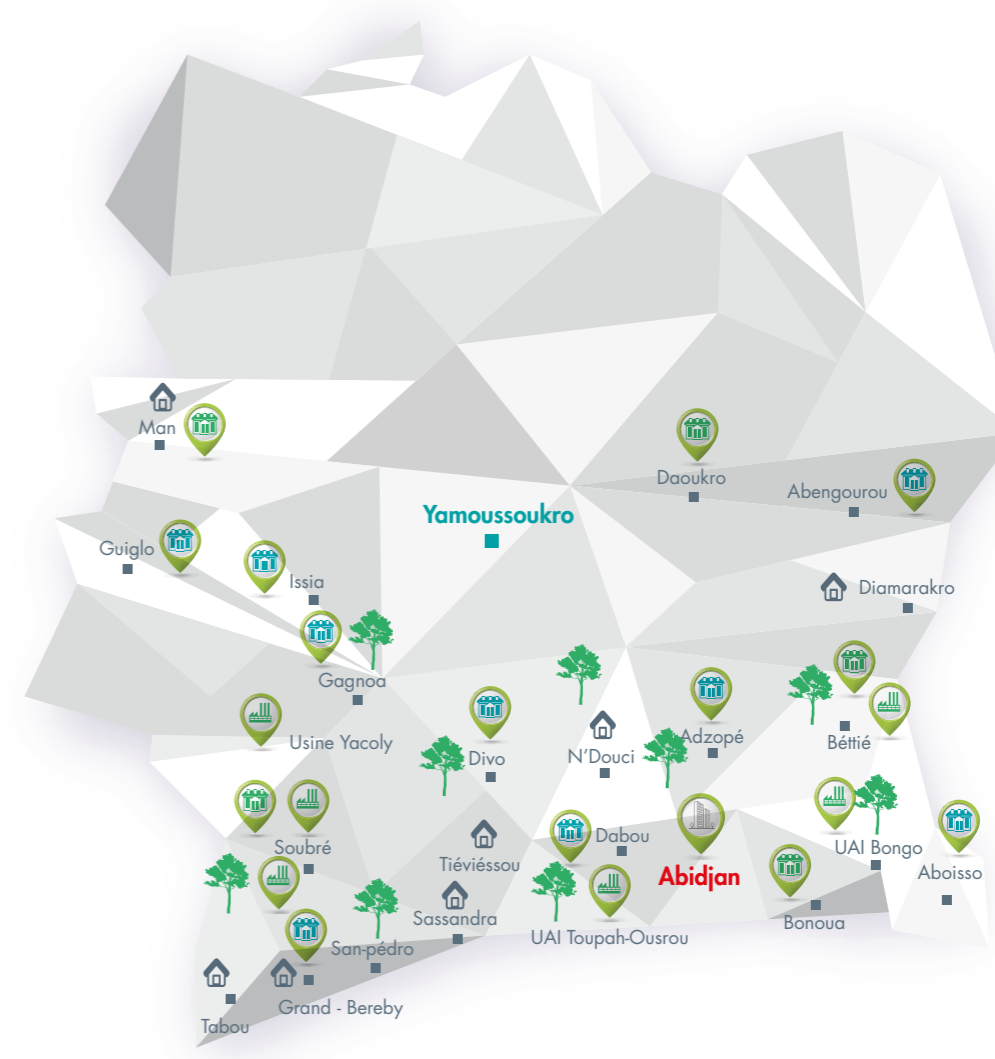 Man
Daoukro
Abengourou
Yamoussoukro
Guiglo
Issia
Diamarakro
Gagnoa
Usine Yacoly
Divo
N'Douci
Adzopé
Béttié
Soubré
Tiéviéssou
Dabou
UAI Bongo
Abidjan
Aboisso
Sassandra
Bonoua
UAI Toupah-Ousrou
San-pédro
Grand - Bereby
Tabou